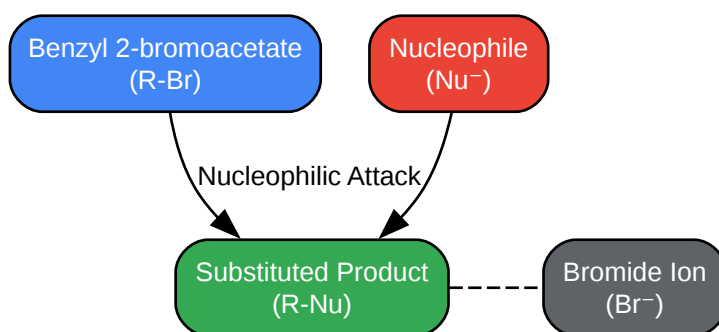 Benzyl 2-bromoacetate
(R-Br)
Nucleophile
(Nu⁻)
Nucleophilic Attack
Substituted Product
(R-Nu)
Bromide Ion
(Br⁻)